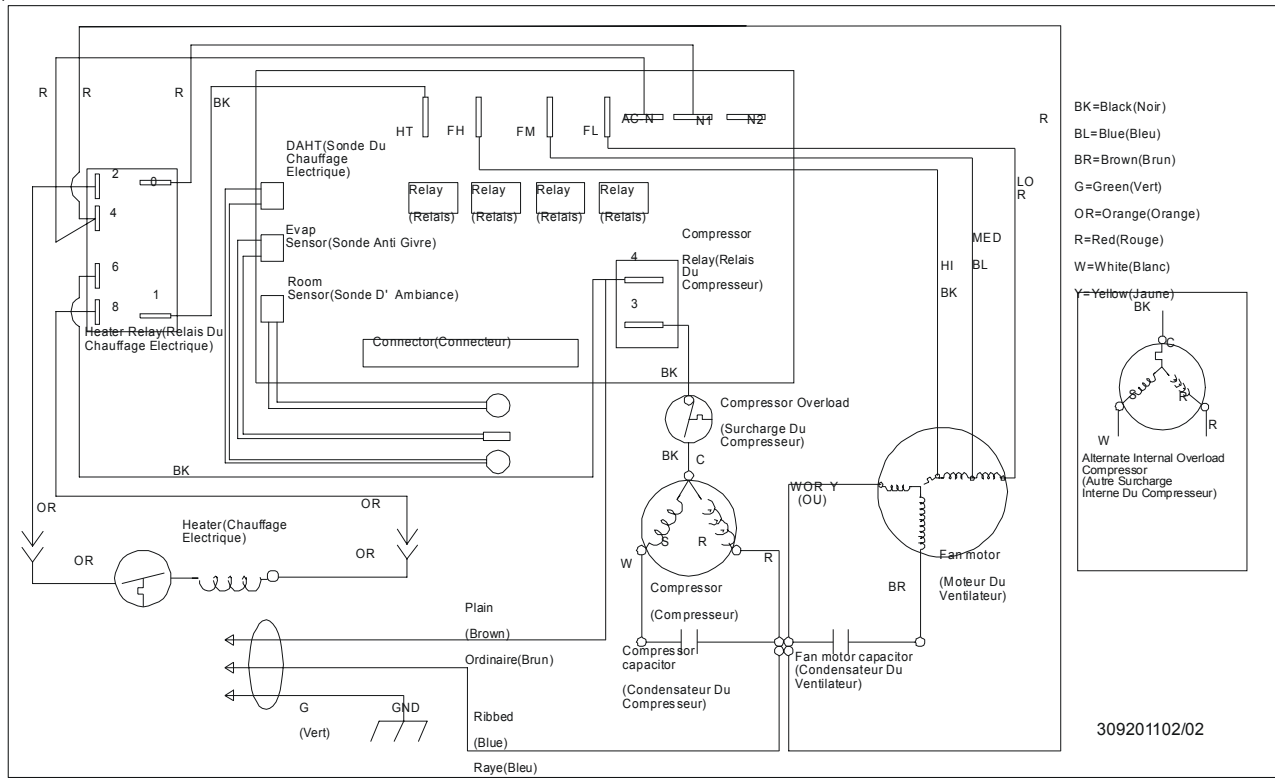 R
R
R
BK
HT
FH
FM
FL
AC-N
N1
N2
R
BK=Black(Noir)
BL=Blue(Bleu)
BR=Brown(Brun)
G=Green(Vert)
OR=Orange(Orange)
R=Red(Rouge)
W=White(Blanc)
Y=Yellow(Jaune)
DAHT(Sonde Du
Chauffage
Electrique)
2
0
4
6
8
1
Heater Relay(Relais Du
Chauffage Electrique)
Relay
(Relais)
Relay
(Relais)
Relay
(Relais)
Relay
(Relais)
Evap
Sensor(Sonde Anti Givre)
Room
Sensor(Sonde D' Ambiance)
Compressor
Relay(Relais
Du
Compresseur)
4
3
LO
R
MED
BL
HI
BK
Connector(Connecteur)
BK
Compressor Overload
(Surcharge Du
Compresseur)
BK
C
BK
BK
C
S
R
W
R
Alternate Internal Overload
Compressor
(Autre Surcharge
Interne Du Compresseur)
OR
OR
Heater(Chauffage
Electrique)
OR
OR
S
R
W
R
Compressor
(Compresseur)
WOR Y
(OU)
Fan motor
(Moteur Du
Ventilateur)
BR
Plain
(Brown)
Ordinaire(Brun)
Compressor
capacitor
(Condensateur Du
Compresseur)
Fan motor capacitor
(Condensateur Du
Ventilateur)
G
(Vert)
GND
Ribbed
(Blue)
Raye(Bleu)
309201102/02